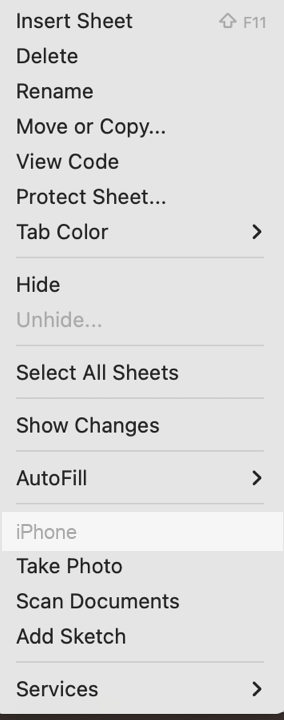 Insert Sheet ⇧ F11
Delete
Rename
Move or Copy...
View Code
Protect Sheet...
Tab Color
Hide
Unhide...
Select All Sheets
Show Changes
AutoFill
iPhone
Take Photo
Scan Documents
Add Sketch
Services